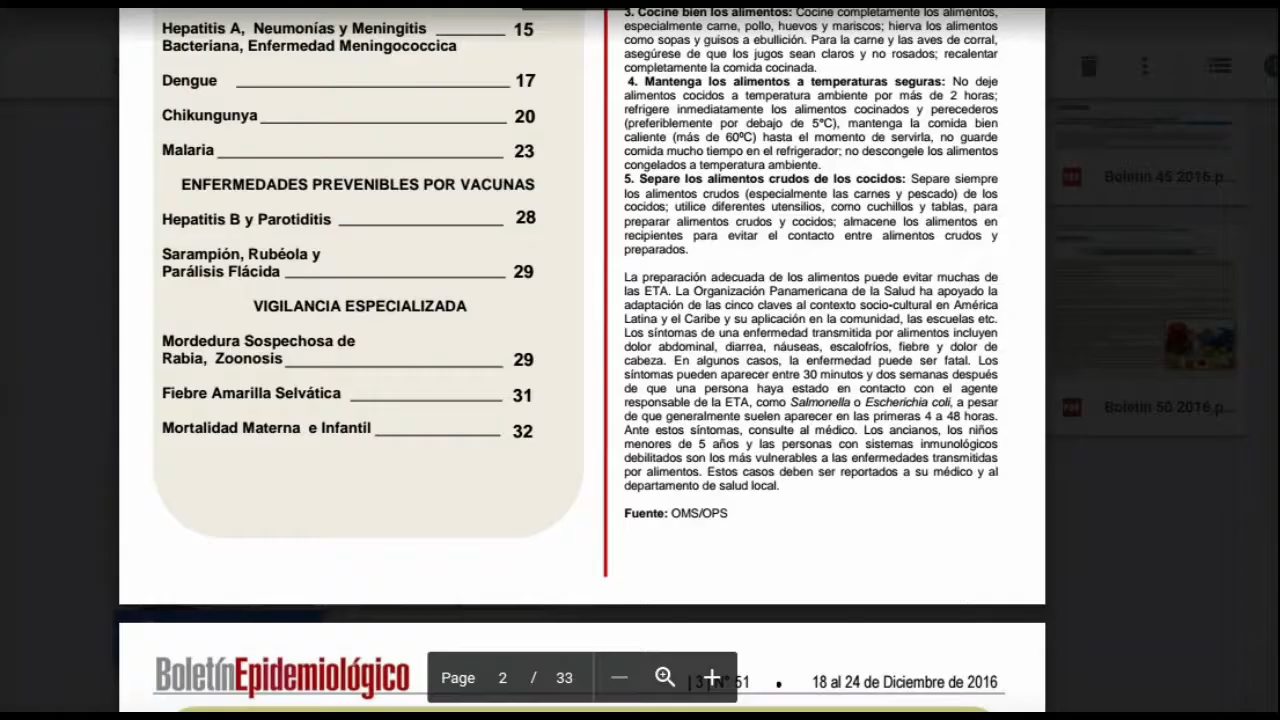 Hepatitis A, Neumonías y Meningitis 15
Bacteriana, Enfermedad Meningococcica
Dengue 17
Chikungunya 20
Malaria 23
ENFERMEDADES PREVENIBLES POR VACUNAS
Hepatitis B y Parotiditis 28
Sarampión, Rubéola y
Parálisis Flácida 29
VIGILANCIA ESPECIALIZADA
Mordedura Sospechosa de
Rabia, Zoonosis 29
Fiebre Amarilla Selvática 31
Mortalidad Materna e Infantil 32
3. Cocine bien los alimentos: Cocine completamente los alimentos,
especialmente carne, pollo, huevos y mariscos; hierva los alimentos
como sopas y guisos a ebullición. Para la carne y las aves de corral,
asegúrese de que los jugos sean claros y no rosados; recalentar
completamente la comida cocinada.
4. Mantenga los alimentos a temperaturas seguras: No deje
alimentos cocidos a temperatura ambiente por más de 2 horas;
refrigere inmediatamente los alimentos cocinados y perecederos
(preferiblemente por debajo de 5ºC), mantenga la comida bien
caliente (más de 60ºC) hasta el momento de servirla, no guarde
comida mucho tiempo en el refrigerador; no descongele los alimentos
congelados a temperatura ambiente.
5. Separe los alimentos crudos de los cocidos: Separe siempre
los alimentos crudos (especialmente las carnes y pescado) de los
cocidos; utilice diferentes utensilios, como cuchillos y tablas, para
preparar alimentos crudos y cocidos; almacene los alimentos en
recipientes para evitar el contacto entre alimentos crudos y
preparados.
La preparación adecuada de los alimentos puede evitar muchas de
las ETA. La Organización Panamericana de la Salud ha apoyado la
adaptación de las cinco claves al contexto socio-cultural en América
Latina y el Caribe y su aplicación en la comunidad, las escuelas etc.
Los síntomas de una enfermedad transmitida por alimentos incluyen
dolor abdominal, diarrea, náuseas, escalofríos, fiebre y dolor de
cabeza. En algunos casos, la enfermedad puede ser fatal. Los
síntomas pueden aparecer entre 30 minutos y dos semanas después
de que una persona haya estado en contacto con el agente
responsable de la ETA, como Salmonella o Escherichia coli, a pesar
de que generalmente suelen aparecer en las primeras 4 a 48 horas.
Ante estos síntomas, consulte al médico. Los ancianos, los niños
menores de 5 años y las personas con sistemas inmunológicos
debilitados son los más vulnerables a las enfermedades transmitidas
por alimentos. Estos casos deben ser reportados a su médico y al
departamento de salud local.
Fuente: OMS/OPS
Boletin 45 2016.p...
Boletin 50 2016.p...
BoletínEpidemiológico
Page 2 / 33
| 3 | N° 51 • 18 al 24 de Diciembre de 2016